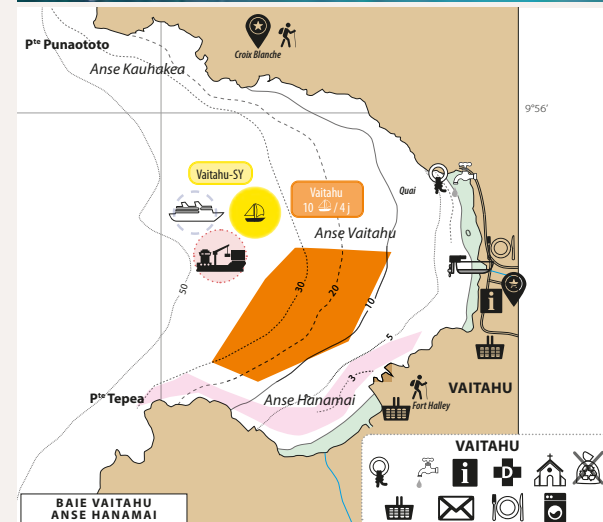 Pte Punaototo
Croix Blanche
Anse Kauhakea
9°56'
Vaitahu-SY
Vaitahu
10 / 4 j
Quai
Anse Vaitahu
50
30
20
10
5
3
Pte Tepea
Anse Hanamai
Fort Halley
VAITAHU
VAITAHU
D
BAIE VAITAHU
ANSE HANAMAI